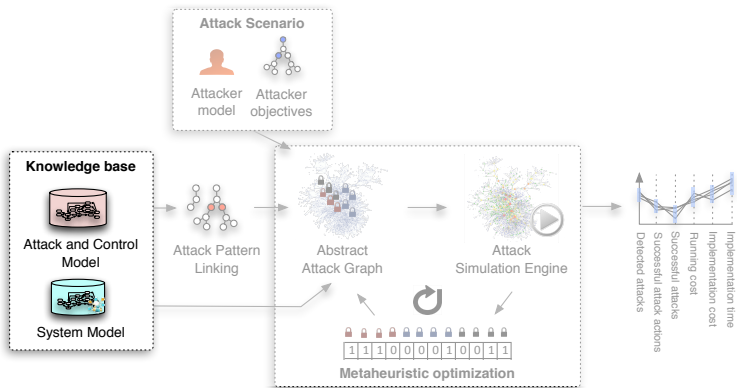 Attack Scenario
Attacker
model
Attacker
objectives
Knowledge base
Attack and Control
Model
System Model
Attack Pattern
Linking
Abstract
Attack Graph
Attack
Simulation Engine
1 1 1 0 0 0 0 1 0 0 1 1
Metaheuristic optimization
Detected attacks
Successful attack actions
Successful attacks
Running cost
Implementation cost
Implementation time